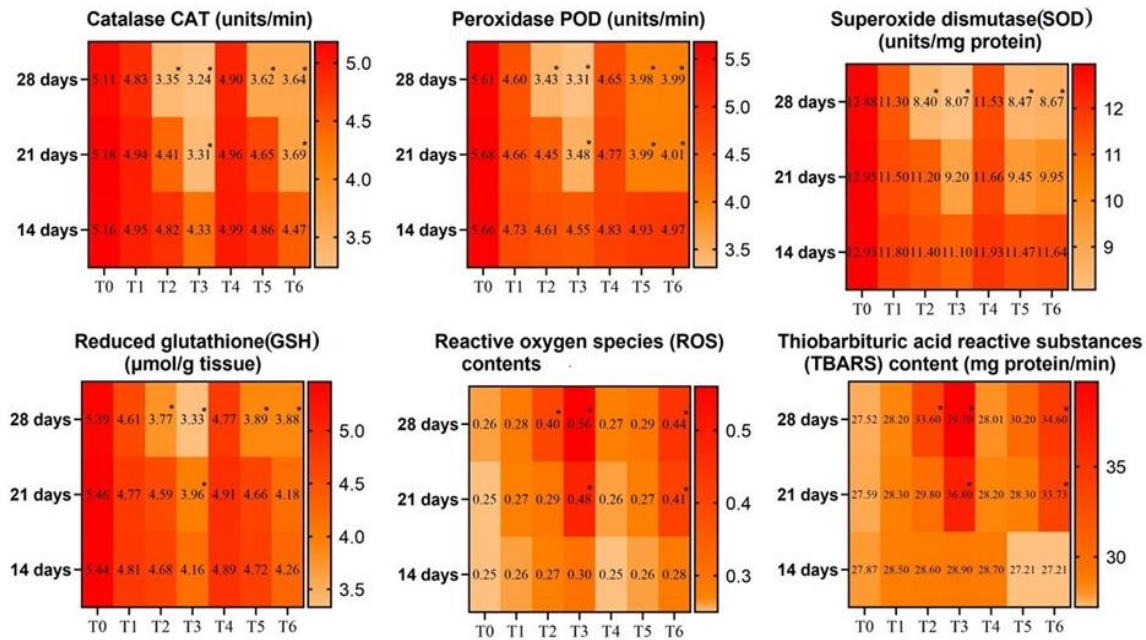 Catalase CAT (units/min)
28 days 5.11 4.83 3.35* 3.24* 4.90 3.62* 3.64* 5.0
21 days 5.18 4.94 4.41 3.31* 4.96 4.65 3.69* 4.0
14 days 5.16 4.95 4.82 4.33 4.99 4.86 4.47 3.5
T0 T1 T2 T3 T4 T5 T6
Peroxidase POD (units/min)
5.5
28 days 5.61 4.60 3.43* 3.31* 4.65 3.98* 3.99* 5.0
21 days 5.68 4.66 4.45 3.48* 4.77 3.99* 4.01* 4.5
4.0
14 days 5.66 4.73 4.61 4.55 4.83 4.93 4.97 3.5
T0 T1 T2 T3 T4 T5 T6
Superoxide dismutase(SOD)
(units/mg protein)
28 days 12.88 11.30 8.40* 8.07* 11.53 8.47* 8.67* 12
11
21 days 12.95 11.50 11.20 9.20 11.66 9.45 9.95 10
14 days 12.93 11.80 11.40 11.10 11.93 11.47 11.64 9
T0 T1 T2 T3 T4 T5 T6
Reduced glutathione(GSH)
(μmol/g tissue)
28 days 5.39 4.61 3.77* 3.33* 4.77 3.89* 3.88* 5.0
21 days 5.46 4.77 4.59 3.96* 4.91 4.66 4.18 4.5
4.0
14 days 5.44 4.81 4.68 4.16 4.89 4.72 4.26 3.5
T0 T1 T2 T3 T4 T5 T6
Reactive oxygen species (ROS)
contents
28 days 0.26 0.28 0.40* 0.56* 0.27 0.29 0.44* 0.5
21 days 0.25 0.27 0.29 0.48* 0.26 0.27 0.41* 0.4
14 days 0.25 0.26 0.27 0.30 0.25 0.26 0.28 0.3
T0 T1 T2 T3 T4 T5 T6
Thiobarbituric acid reactive substances
(TBARS) content (mg protein/min)
28 days 27.52 28.20 33.60* 39.70* 28.01 30.20 34.60* 35
21 days 27.59 28.30 29.80 36.80* 28.20 28.30 33.73*
14 days 27.87 28.50 28.60 28.90 28.70 27.21 27.21 30
T0 T1 T2 T3 T4 T5 T6